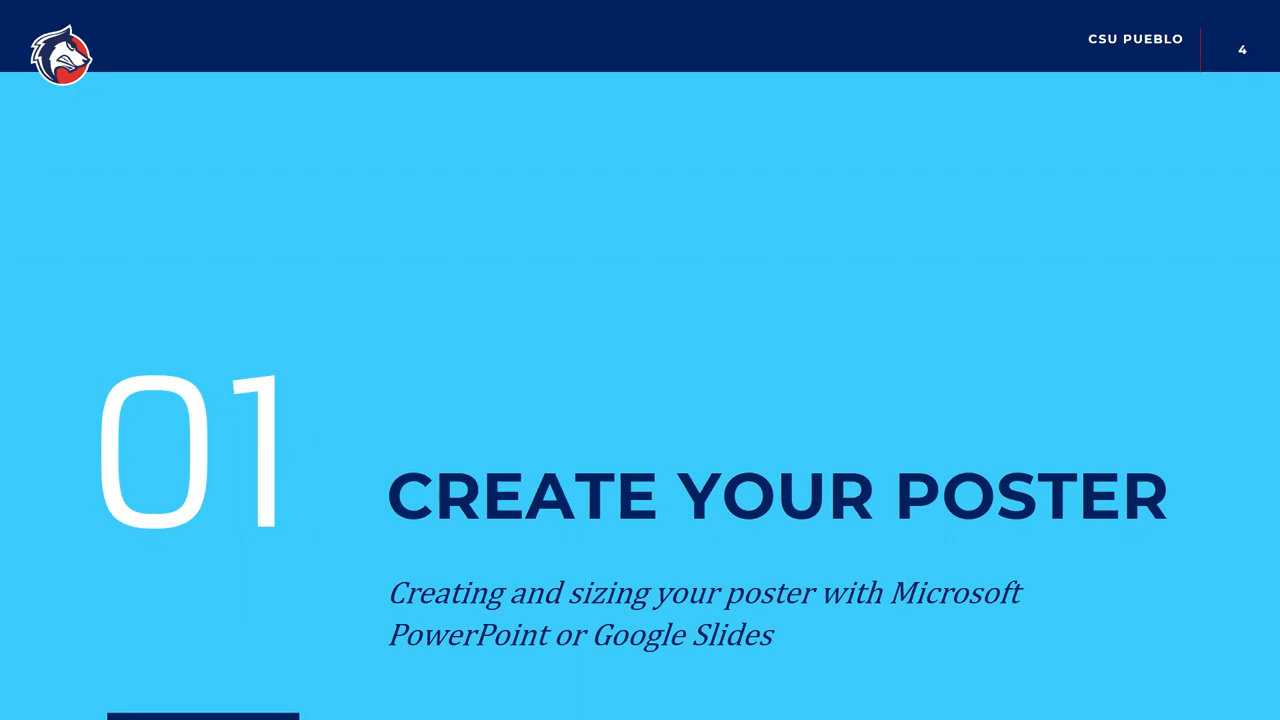 CSU PUEBLO
4
01
CREATE YOUR POSTER
Creating and sizing your poster with Microsoft
PowerPoint or Google Slides